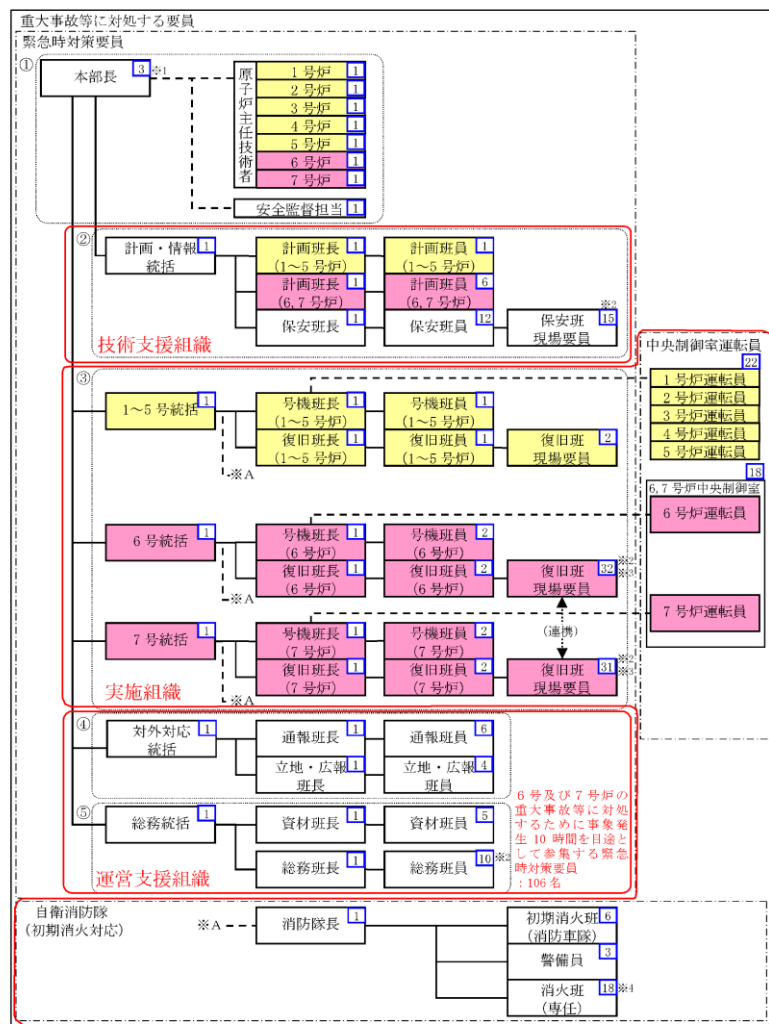 重大事故等に対処する要員
緊急時対策要員
①
本部長
3
※1
原子炉主任技術者
1号炉
1
2号炉
1
3号炉
1
4号炉
1
5号炉
1
6号炉
1
7号炉
1
安全監督担当
1
②
計画・情報
統括
1
計画班長
(1～5号炉)
1
計画班員
(1～5号炉)
1
計画班長
(6,7号炉)
1
計画班員
(6,7号炉)
6
保安班長
1
保安班員
12
保安班
現場要員
15
※2
技術支援組織
中央制御室運転員
22
1号炉運転員
2号炉運転員
3号炉運転員
4号炉運転員
5号炉運転員
18
6,7号炉中央制御室
6号炉運転員
7号炉運転員
③
1～5号統括
1
※A
号機班長
(1～5号炉)
1
号機班員
(1～5号炉)
1
復旧班長
(1～5号炉)
1
復旧班員
(1～5号炉)
1
復旧班
現場要員
2
6号統括
1
※A
号機班長
(6号炉)
1
号機班員
(6号炉)
2
復旧班長
(6号炉)
1
復旧班員
(6号炉)
2
復旧班
現場要員
32
※2
※3
(連携)
7号統括
1
※A
号機班長
(7号炉)
1
号機班員
(7号炉)
2
復旧班長
(7号炉)
1
復旧班員
(7号炉)
2
復旧班
現場要員
31
※2
※3
実施組織
④
対外対応
統括
1
通報班長
1
通報班員
6
立地・広報
班長
1
立地・広報
班員
4
⑤
総務統括
1
資材班長
1
資材班員
5
総務班長
1
総務班員
10
※2
運営支援組織
6号及び7号炉の
重大事故等に対処
するために事象発
生10時間を目途と
して参集する緊急
時対策要員
:106名
自衛消防隊
(初期消火対応)
※A
消防隊長
1
初期消火班
(消防車隊)
6
警備員
3
消火班
(専任)
18
※4